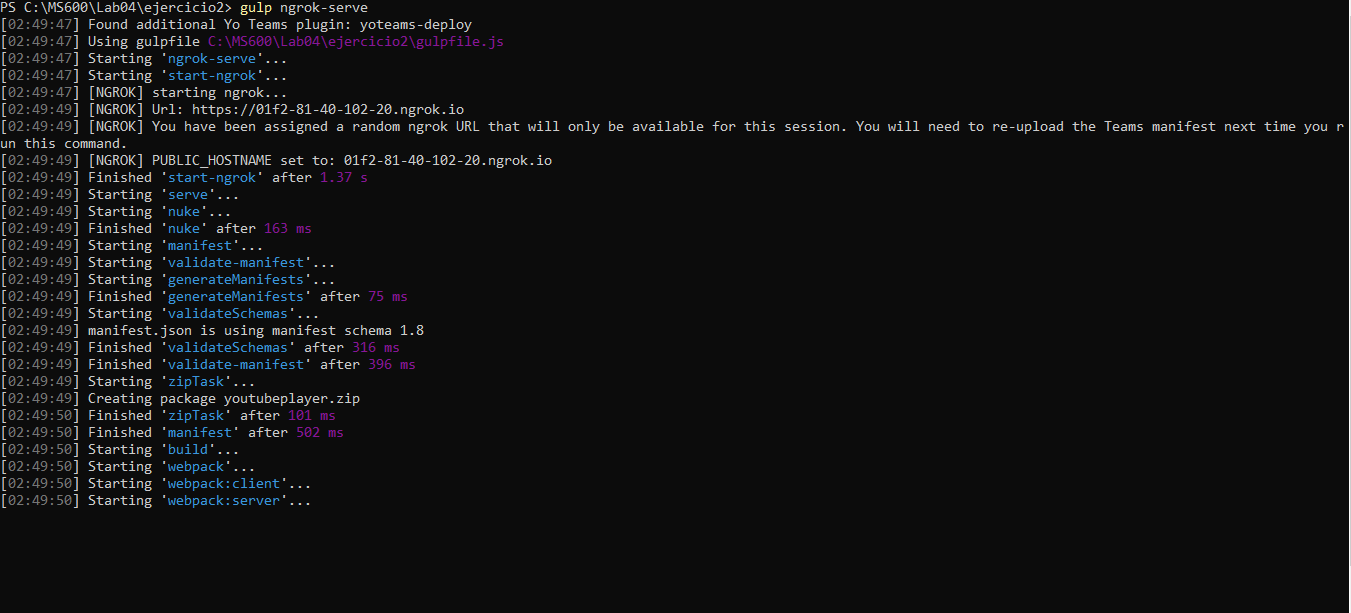 PS C:\MS600\Lab04\ejercicio2> gulp ngrok-serve
[02:49:47] Found additional Yo Teams plugin: yoteams-deploy
[02:49:47] Using gulpfile C:\MS600\Lab04\ejercicio2\gulpfile.js
[02:49:47] Starting 'ngrok-serve'...
[02:49:47] Starting 'start-ngrok'...
[02:49:47] [NGROK] starting ngrok...
[02:49:49] [NGROK] Url: https://01f2-81-40-102-20.ngrok.io
[02:49:49] [NGROK] You have been assigned a random ngrok URL that will only be available for this session. You will need to re-upload the Teams manifest next time you r
un this command.
[02:49:49] [NGROK] PUBLIC_HOSTNAME set to: 01f2-81-40-102-20.ngrok.io
[02:49:49] Finished 'start-ngrok' after 1.37 s
[02:49:49] Starting 'serve'...
[02:49:49] Starting 'nuke'...
[02:49:49] Finished 'nuke' after 163 ms
[02:49:49] Starting 'manifest'...
[02:49:49] Starting 'validate-manifest'...
[02:49:49] Starting 'generateManifests'...
[02:49:49] Finished 'generateManifests' after 75 ms
[02:49:49] Starting 'validateSchemas'...
[02:49:49] manifest.json is using manifest schema 1.8
[02:49:49] Finished 'validateSchemas' after 316 ms
[02:49:49] Finished 'validate-manifest' after 396 ms
[02:49:49] Starting 'zipTask'...
[02:49:49] Creating package youtubeplayer.zip
[02:49:50] Finished 'zipTask' after 101 ms
[02:49:50] Finished 'manifest' after 502 ms
[02:49:50] Starting 'build'...
[02:49:50] Starting 'webpack'...
[02:49:50] Starting 'webpack:client'...
[02:49:50] Starting 'webpack:server'...